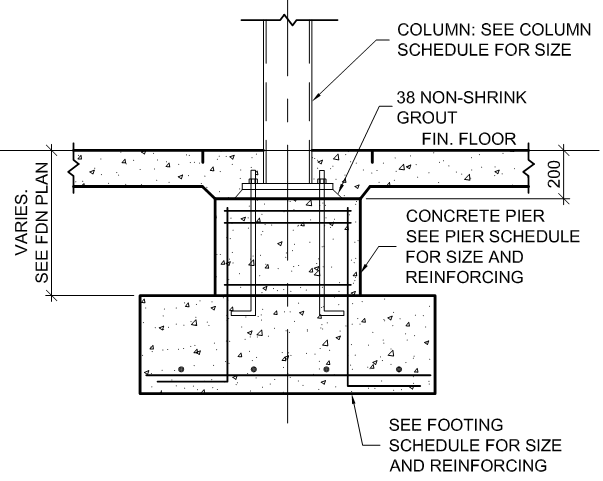 COLUMN: SEE COLUMN
SCHEDULE FOR SIZE
38 NON-SHRINK
GROUT
FIN. FLOOR
200
VARIES.
SEE FDN PLAN
CONCRETE PIER
SEE PIER SCHEDULE
FOR SIZE AND
REINFORCING
SEE FOOTING
SCHEDULE FOR SIZE
AND REINFORCING